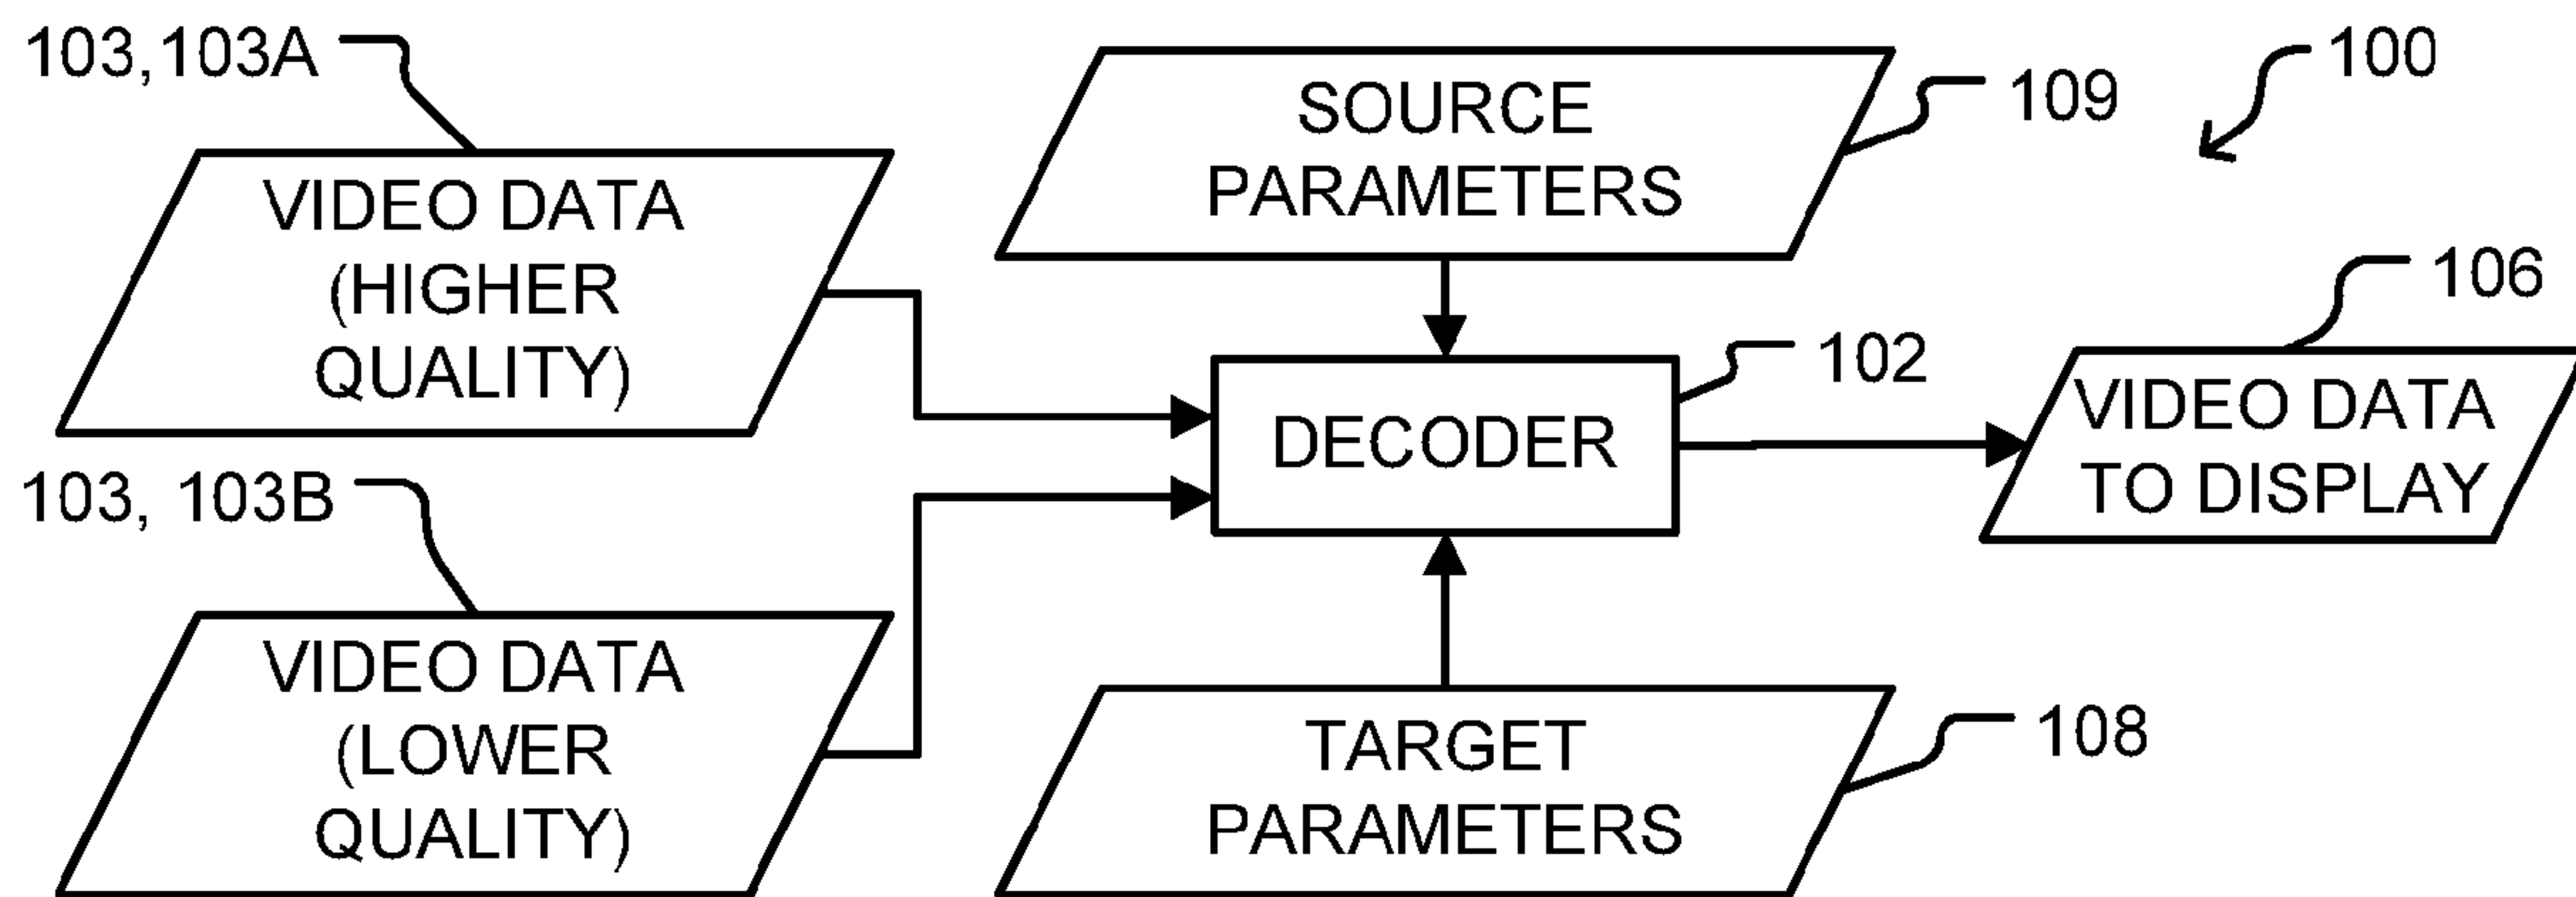 103,103A
VIDEO DATA
(HIGHER
QUALITY)
SOURCE
PARAMETERS
109
100
103, 103B
VIDEO DATA
(LOWER
QUALITY)
DECODER
102
TARGET
PARAMETERS
108
106
VIDEO DATA
TO DISPLAY